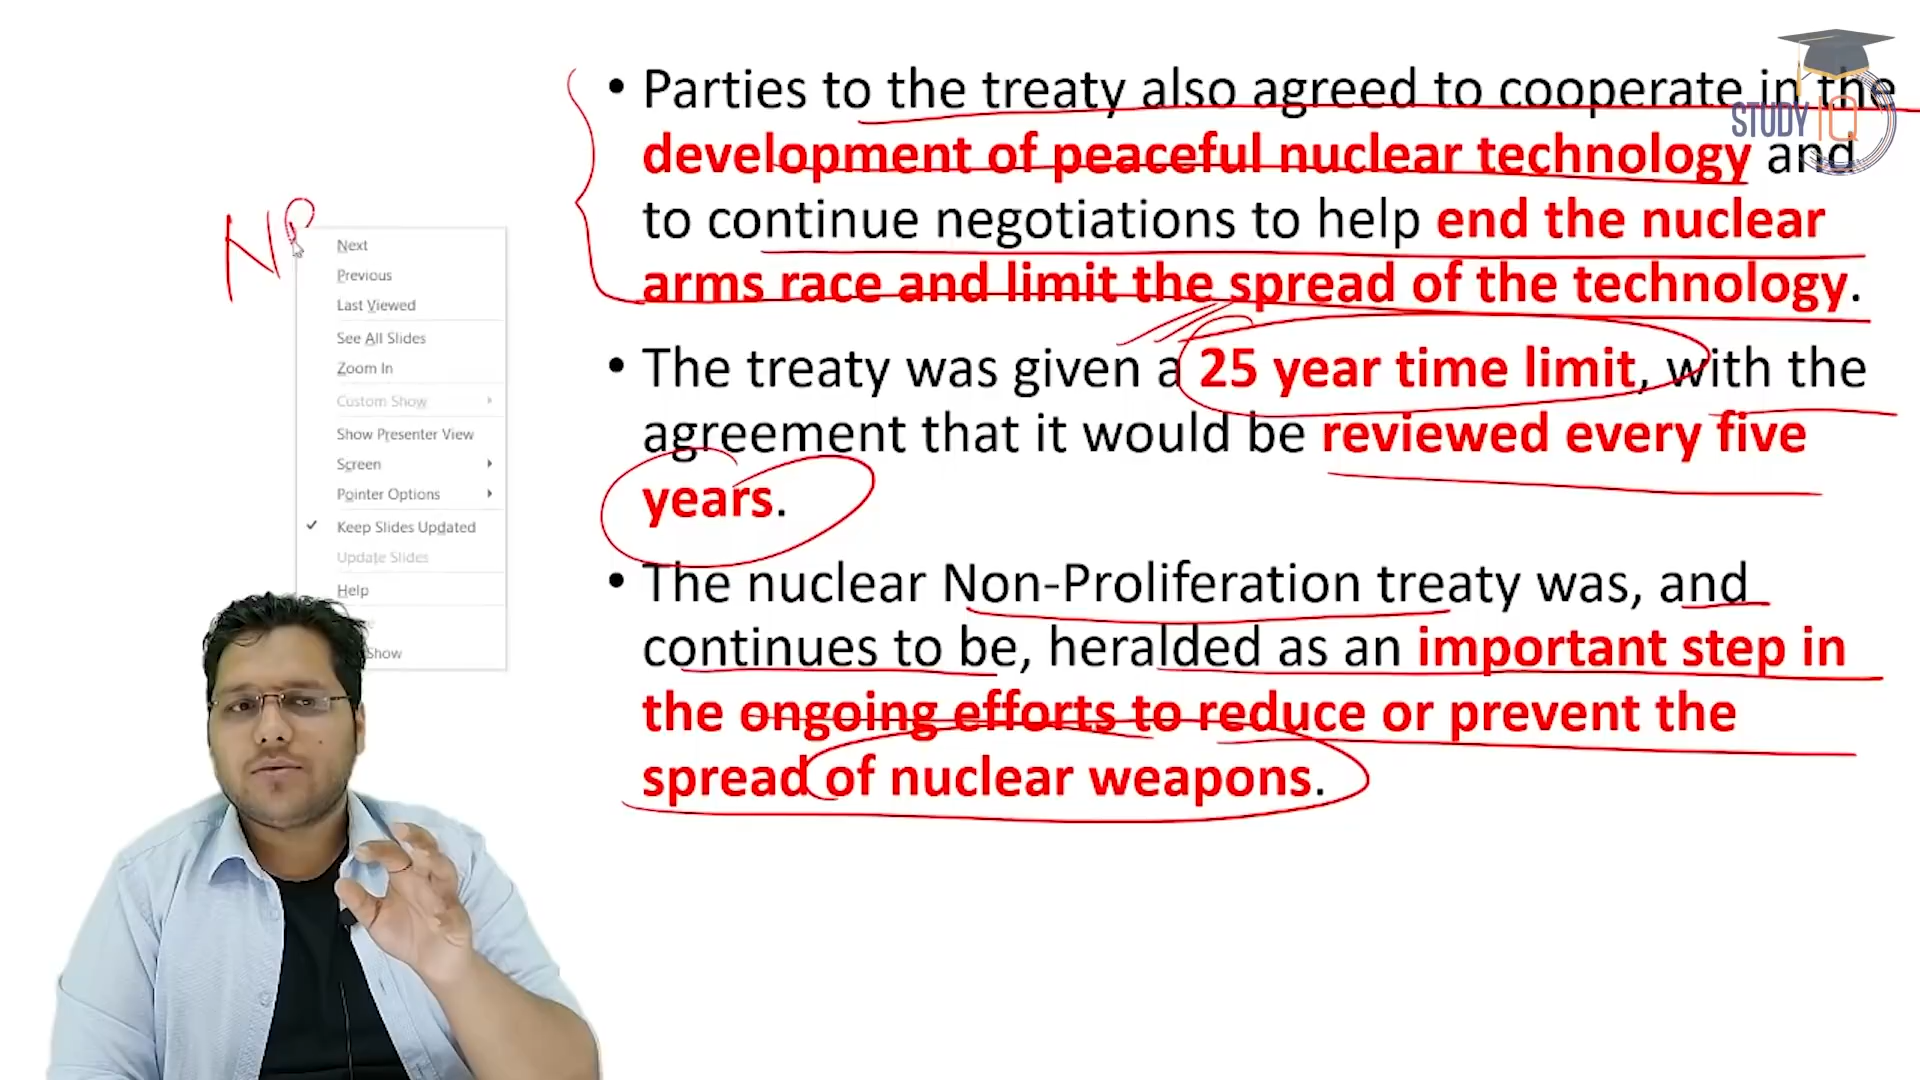 • Parties to the treaty also agreed to cooperate in the
development of peaceful nuclear technology and
to continue negotiations to help end the nuclear
arms race and limit the spread of the technology.
• The treaty was given a 25 year time limit, with the
agreement that it would be reviewed every five
years.
• The nuclear Non-Proliferation treaty was, and
continues to be, heralded as an important step in
the ongoing efforts to reduce or prevent the
spread of nuclear weapons.
STUDY IQ
NP
Next
Previous
Last Viewed
See All Slides
Zoom In
Custom Show
Show Presenter View
Screen
Pointer Options
Keep Slides Updated
Update Slides
Help
Show